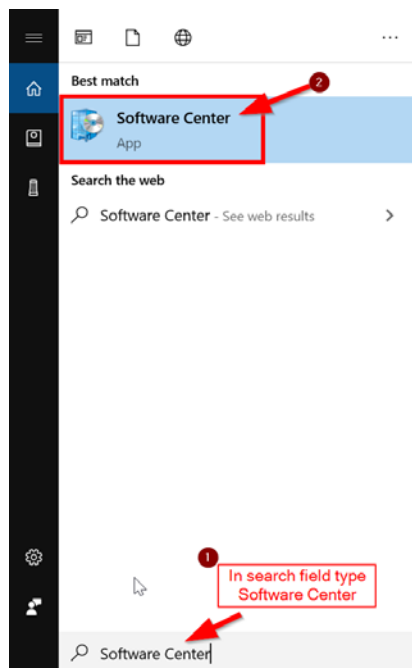 ...
Best match
2
Software Center
App
Search the web
Software Center - See web results
1
In search field type
Software Center
Software Center